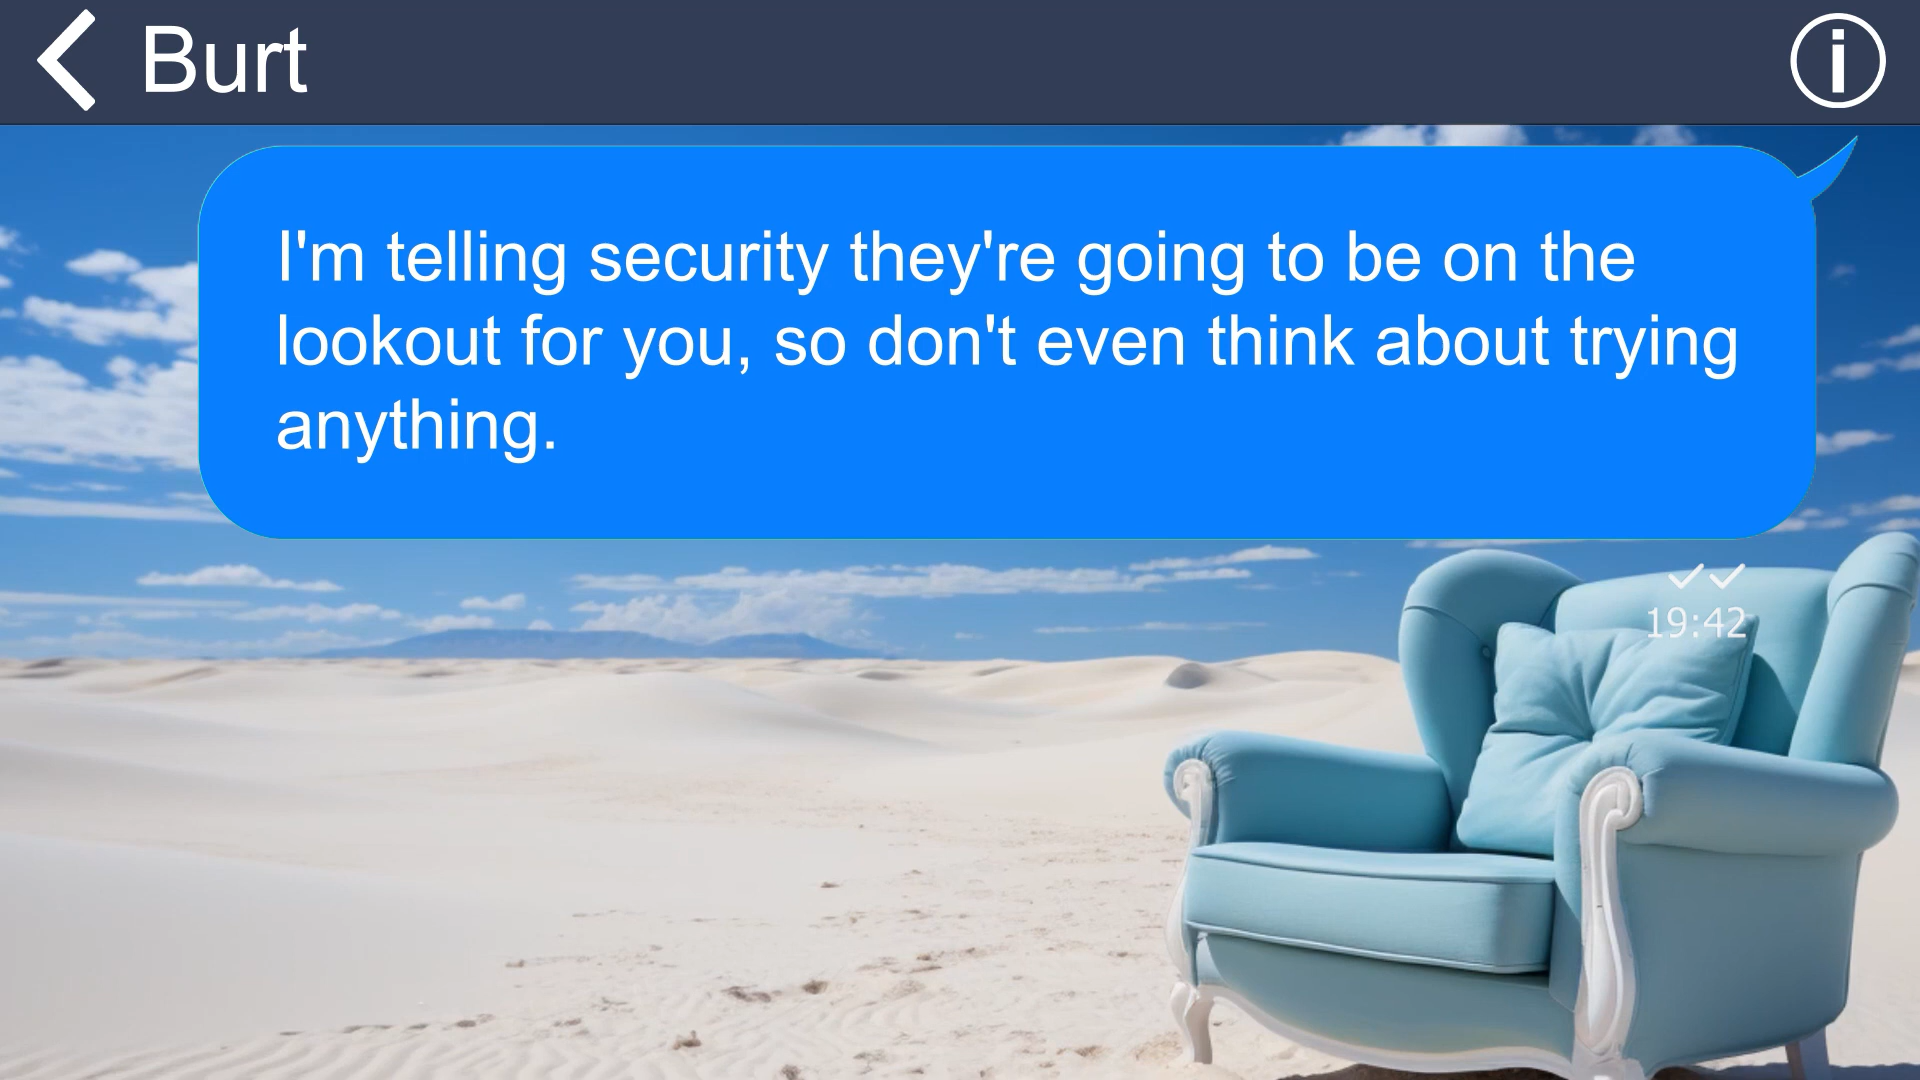 Burt
I'm telling security they're going to be on the
lookout for you, so don't even think about trying
anything.
19:42